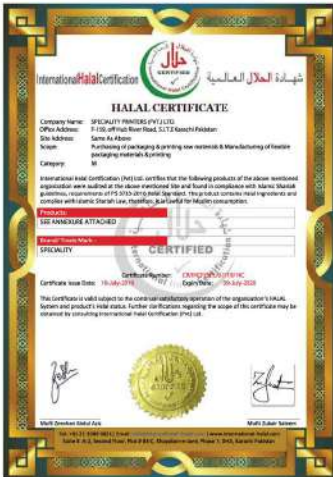 InternationalHalalCertification
حلال
CERTIFIED
شهادة الحلال العالمية
HALAL CERTIFICATE
Company Name: SPECIALITY PRINTERS (PVT.) LTD.
Office Address: F-159, off Hub River Road, S.I.T.E Karachi Pakistan
Site Address: Same As Above
Scope: Purchasing of packaging & printing raw materials & Manufacturing of flexible
packaging materials & printing
Category: M
International Halal Certification (Pvt) Ltd. certifies that the following products of the above mentioned
organization were audited at the above mentioned site and found in compliance with Islamic Shariah
guidelines, requirements of PS 3733-2016 Halal Standard. The product contains Halal ingredients and
complies with Islamic Shariah Law, therefore, it is Lawful for Muslim consumption.
Products:
SEE ANNEXURE ATTACHED
Brand/ Trade Mark
SPECIALITY
CERTIFIED
Certificate Number:
Certificate Issue Date: Expiry Date:
This Certificate is valid subject to the continual satisfactory operation of the organization's HALAL
System and product's Halal status. Further clarifications regarding the scope of this certificate may be
obtained by consulting International Halal Certification (Pvt) Ltd.
Mufti Zeeshan Abdul Aziz
Mufti Zubair